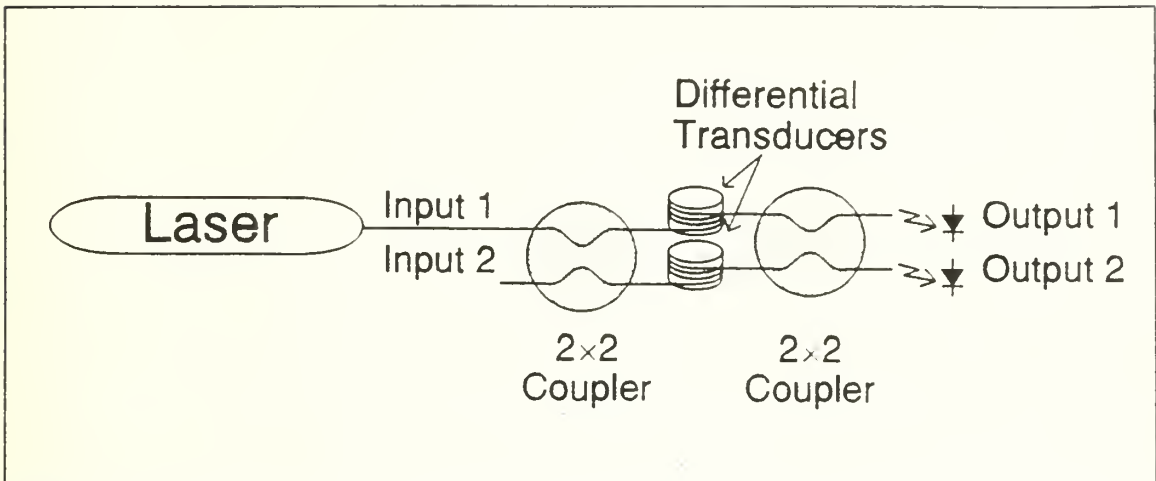 Differential
Transducers
Laser
Input 1
Input 2
Output 1
Output 2
2×2
Coupler
2×2
Coupler